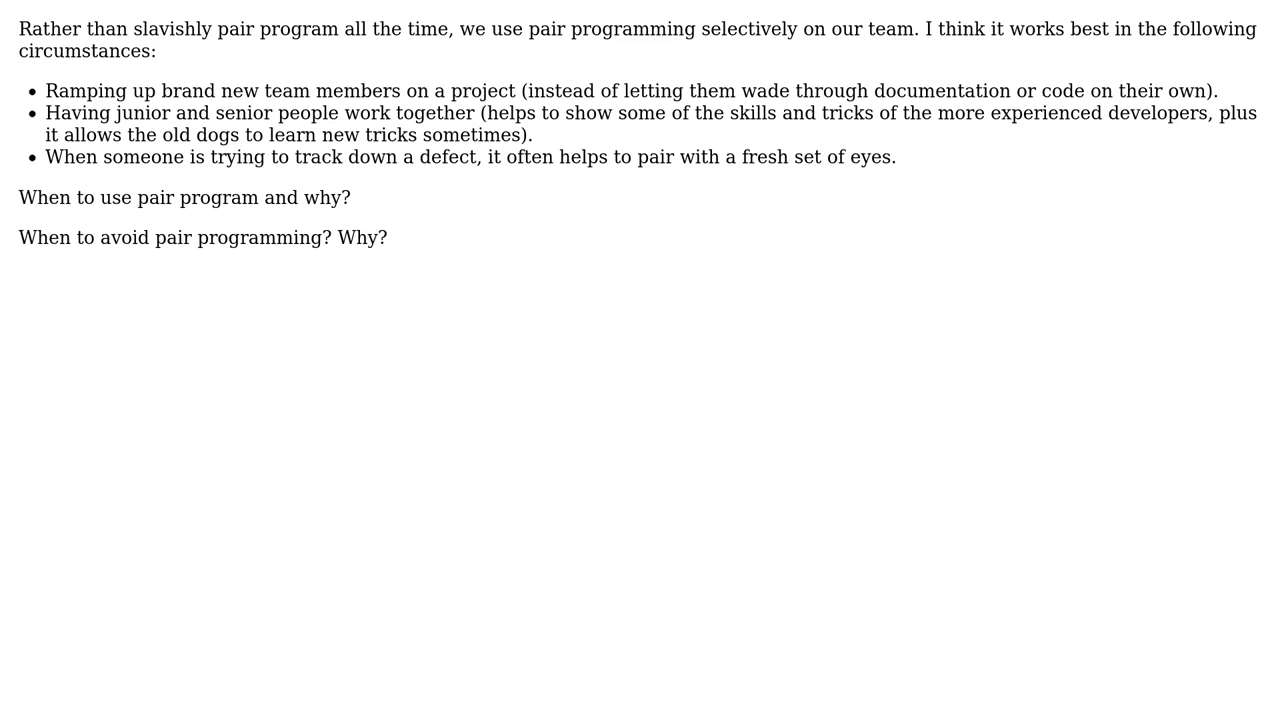 Rather than slavishly pair program all the time, we use pair programming selectively on our team. I think it works best in the following
circumstances:
• Ramping up brand new team members on a project (instead of letting them wade through documentation or code on their own).
• Having junior and senior people work together (helps to show some of the skills and tricks of the more experienced developers, plus
it allows the old dogs to learn new tricks sometimes).
• When someone is trying to track down a defect, it often helps to pair with a fresh set of eyes.
When to use pair program and why?
When to avoid pair programming? Why?